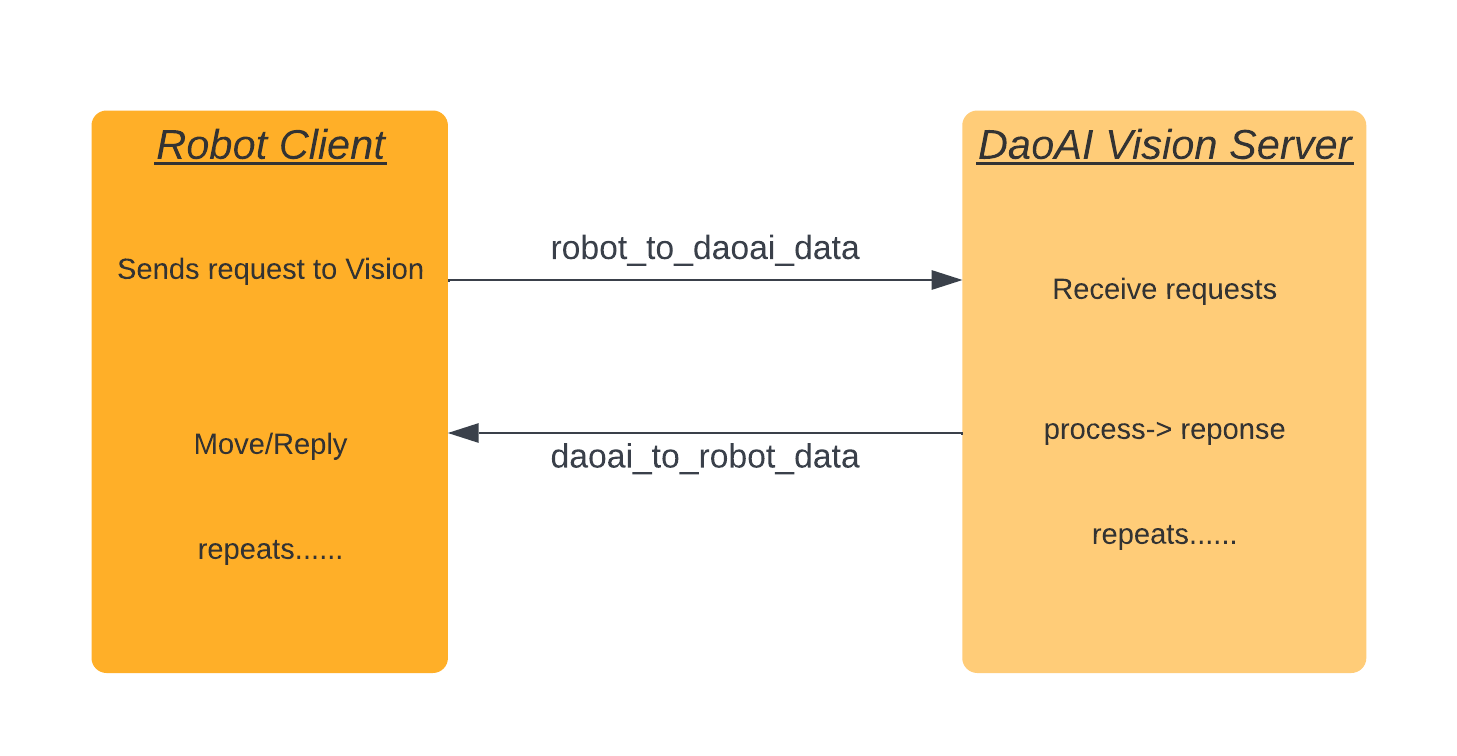 Robot Client
Sends request to Vision
Move/Reply
repeats......
robot_to_daoai_data
daoai_to_robot_data
DaoAI Vision Server
Receive requests
process-> reponse
repeats......